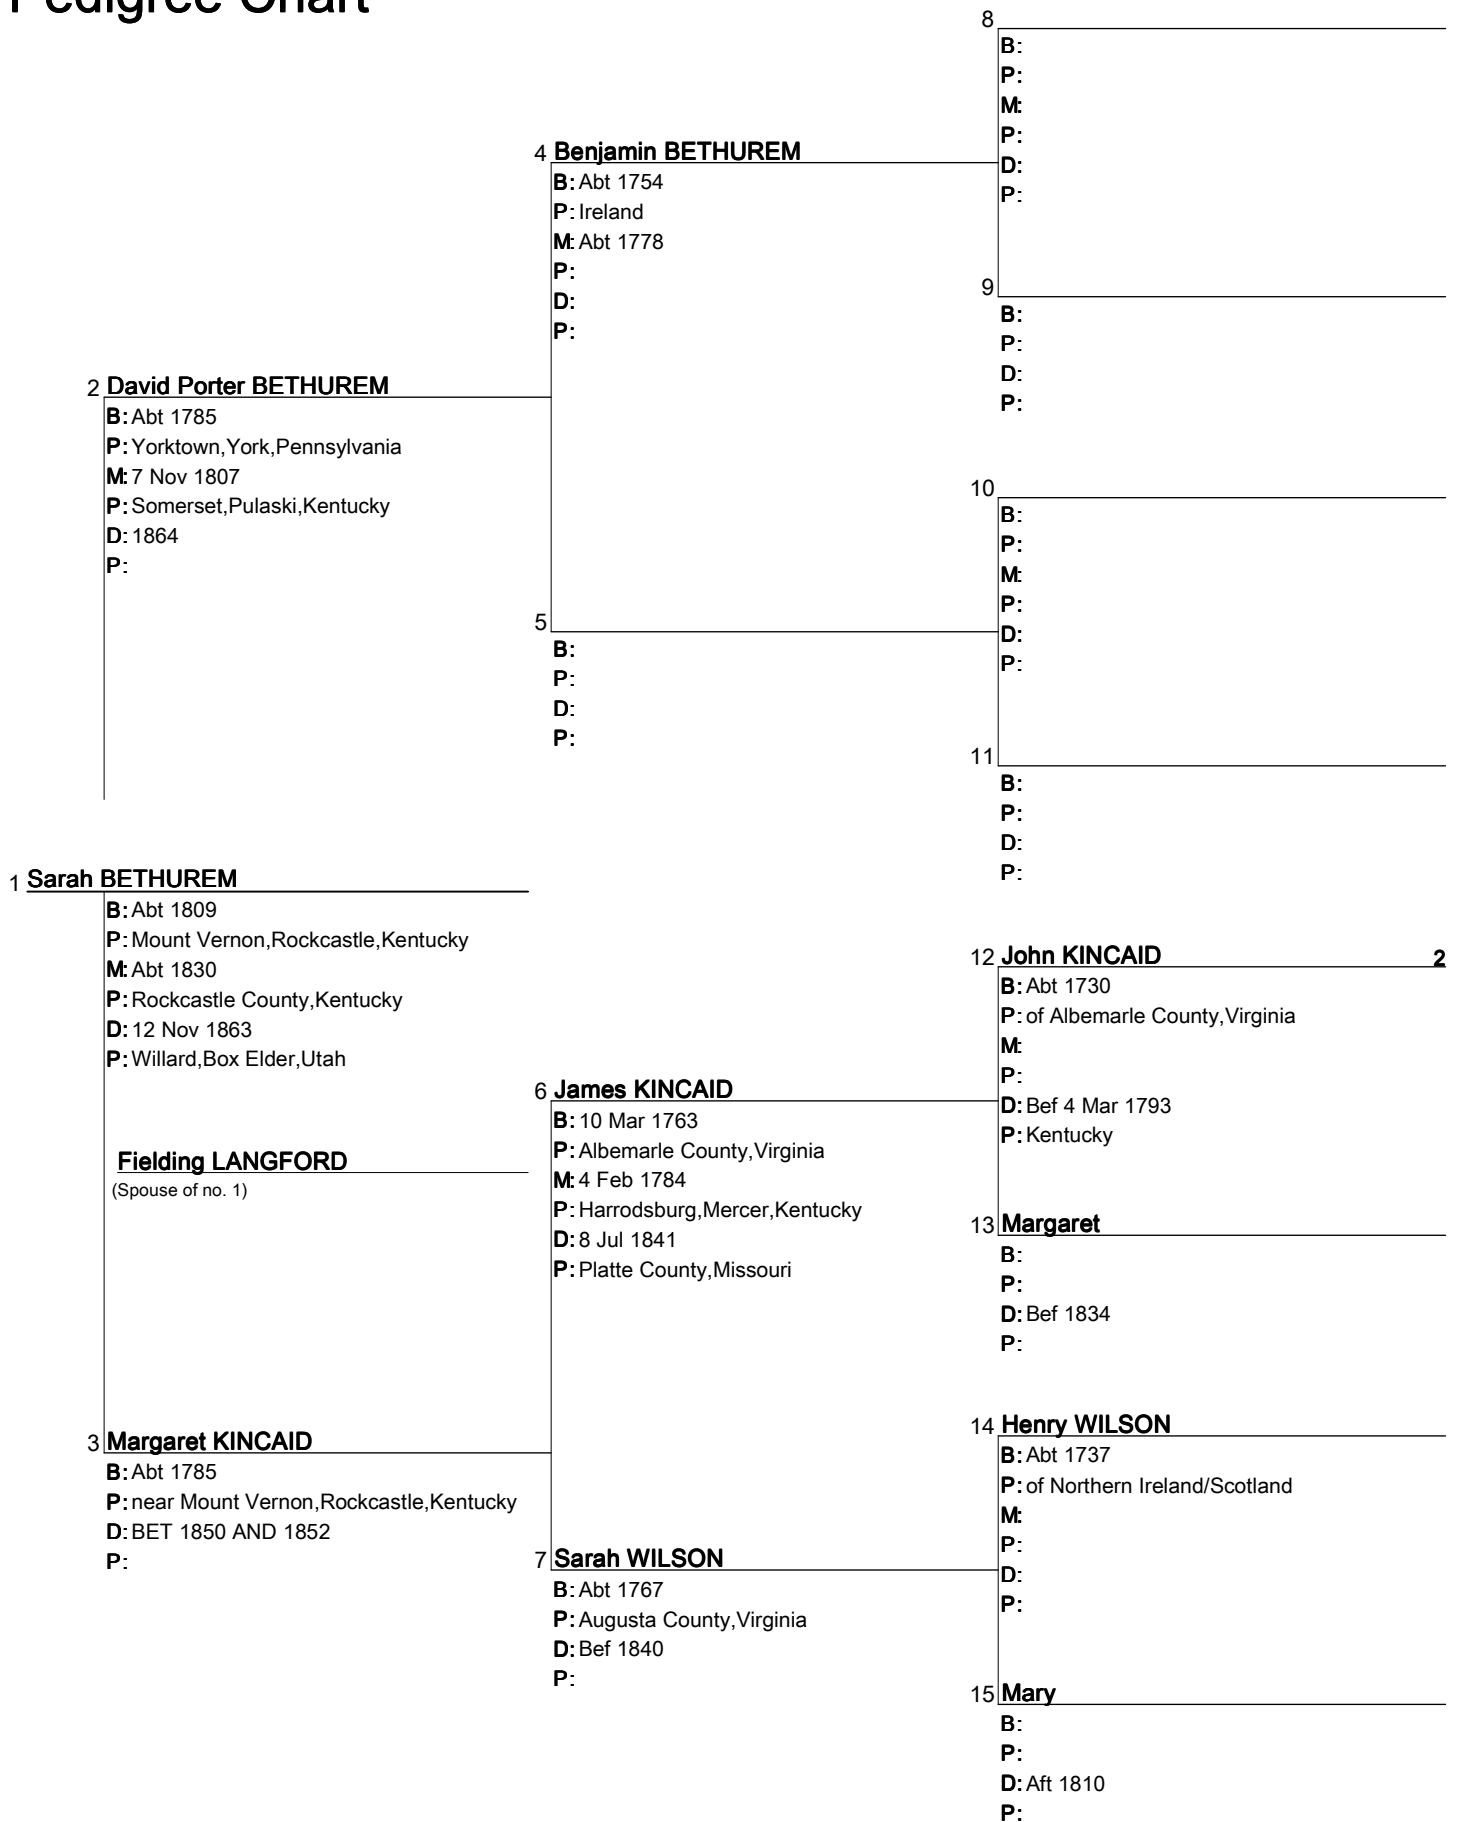 Pedigree Chart
8
B:
P:
M:
P:
D:
P:
4 Benjamin BETHUREM
B: Abt 1754
P: Ireland
M: Abt 1778
P:
D:
P:
9
B:
P:
D:
P:
2 David Porter BETHUREM
B: Abt 1785
P: Yorktown,York,Pennsylvania
M: 7 Nov 1807
P: Somerset,Pulaski,Kentucky
D: 1864
P:
10
B:
P:
M:
P:
D:
P:
5
B:
P:
D:
P:
11
B:
P:
D:
P:
1 Sarah BETHUREM
B: Abt 1809
P: Mount Vernon,Rockcastle,Kentucky
M: Abt 1830
P: Rockcastle County,Kentucky
D: 12 Nov 1863
P: Willard,Box Elder,Utah
Fielding LANGFORD
(Spouse of no. 1)
12 John KINCAID 2
B: Abt 1730
P: of Albemarle County,Virginia
M:
P:
D: Bef 4 Mar 1793
P: Kentucky
6 James KINCAID
B: 10 Mar 1763
P: Albemarle County,Virginia
M: 4 Feb 1784
P: Harrodsburg,Mercer,Kentucky
D: 8 Jul 1841
P: Platte County,Missouri
13 Margaret
B:
P:
D: Bef 1834
P:
3 Margaret KINCAID
B: Abt 1785
P: near Mount Vernon,Rockcastle,Kentucky
D: BET 1850 AND 1852
P:
14 Henry WILSON
B: Abt 1737
P: of Northern Ireland/Scotland
M:
P:
D:
P:
7 Sarah WILSON
B: Abt 1767
P: Augusta County,Virginia
D: Bef 1840
P:
15 Mary
B:
P:
D: Aft 1810
P: